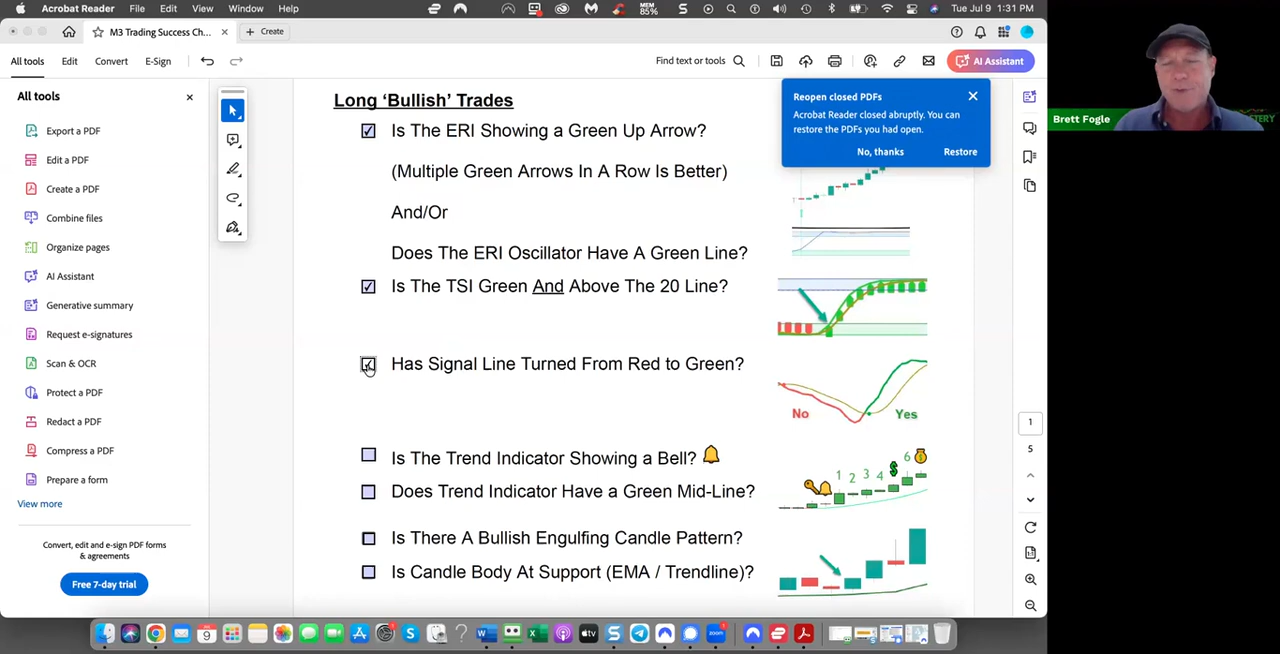 Acrobat Reader File Edit View Window Help
MEM 85%
Tue Jul 9 1:31 PM
M3 Trading Success Ch...
Create
All tools Edit Convert E-Sign
Find text or tools
AI Assistant
All tools
Export a PDF
Edit a PDF
Create a PDF
Combine files
Organize pages
AI Assistant
Generative summary
Request e-signatures
Scan & OCR
Protect a PDF
Redact a PDF
Compress a PDF
Prepare a form
View more
Convert, edit and e-sign PDF forms
& agreements
Free 7-day trial
Long ‘Bullish’ Trades
Is The ERI Showing a Green Up Arrow?
(Multiple Green Arrows In A Row Is Better)
And/Or
Does The ERI Oscillator Have A Green Line?
Is The TSI Green And Above The 20 Line?
Has Signal Line Turned From Red to Green?
No Yes
Is The Trend Indicator Showing a Bell?
Does Trend Indicator Have a Green Mid-Line?
1 2 3 4 $ 6
Is There A Bullish Engulfing Candle Pattern?
Is Candle Body At Support (EMA / Trendline)?
Reopen closed PDFs
Acrobat Reader closed abruptly. You can
restore the PDFs you had open.
No, thanks Restore
1
5
Brett Fogle